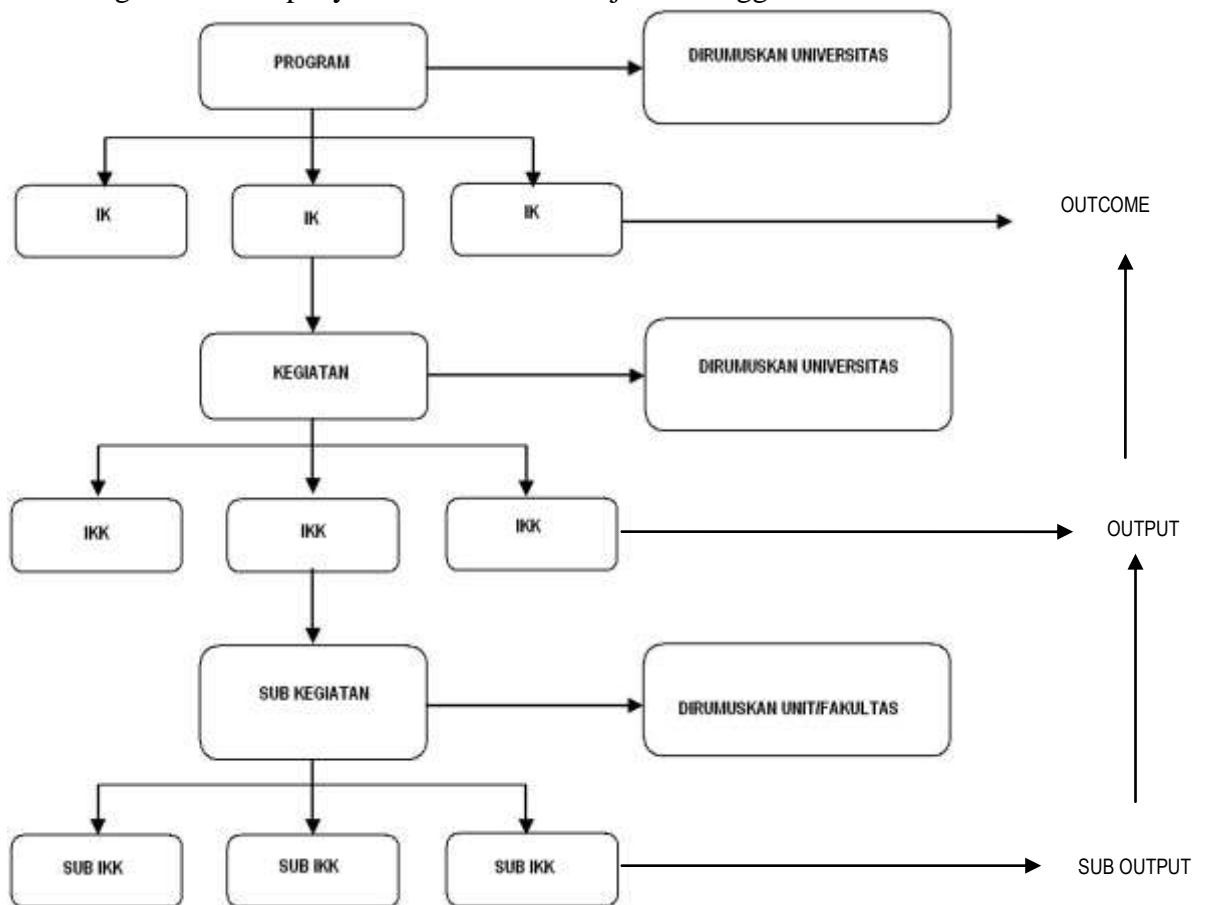 PROGRAM
DIRUMUSKAN UNIVERSITAS
IK
IK
IK
OUTCOME
KEGIATAN
DIRUMUSKAN UNIVERSITAS
IKK
IKK
IKK
OUTPUT
SUB KEGIATAN
DIRUMUSKAN UNIT/FAKULTAS
SUB IKK
SUB IKK
SUB IKK
SUB OUTPUT